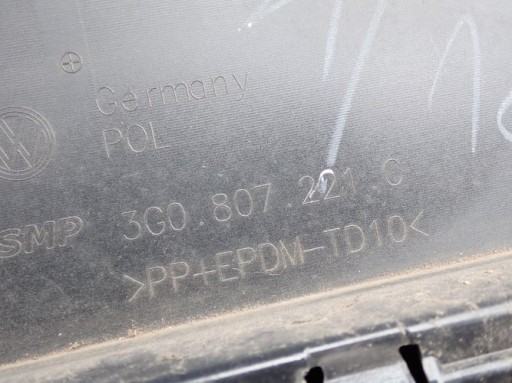 Germany
POL
SMP 3G0.807.221.C
>PP+EPDM-TD10<